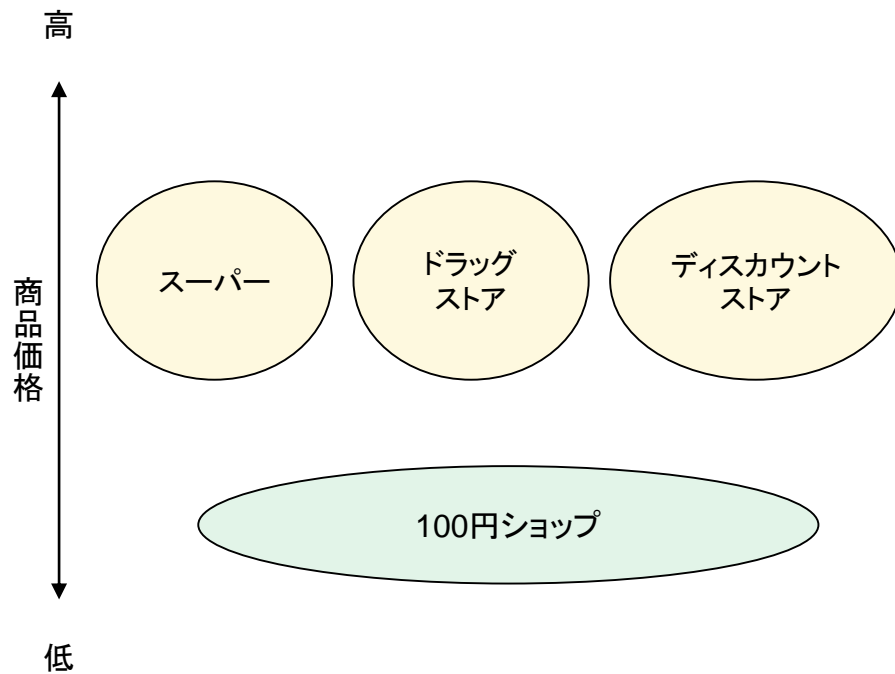 高
商品価格
スーパー
ドラッグ
ストア
ディスカウント
ストア
100円ショップ
低